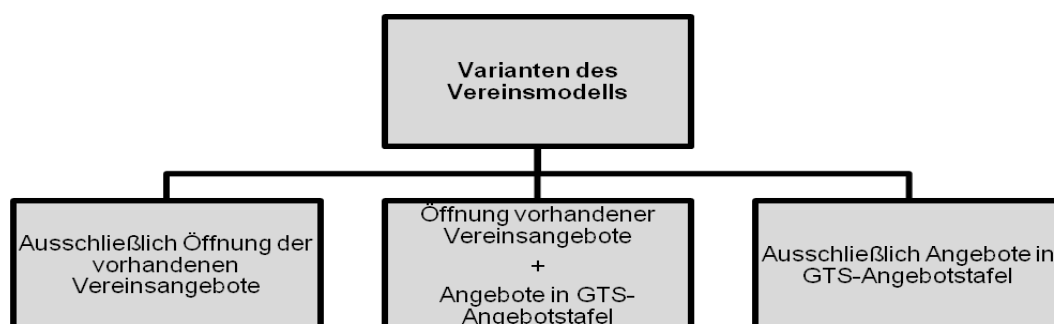 Varianten des
Vereinsmodells
Ausschließlich Öffnung der
vorhandenen
Vereinsangebote
Öffnung vorhandener
Vereinsangebote
+
Angebote in GTS-
Angebotstafel
Ausschließlich Angebote in
GTS-Angebotstafel